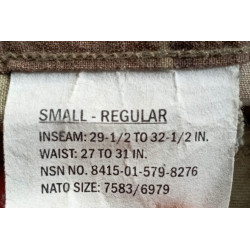 SMALL - REGULAR
INSEAM: 29-1/2 TO 32-1/2 IN.
WAIST: 27 TO 31 IN.
NSN NO. 8415-01-579-8276
NATO SIZE: 7583/6979